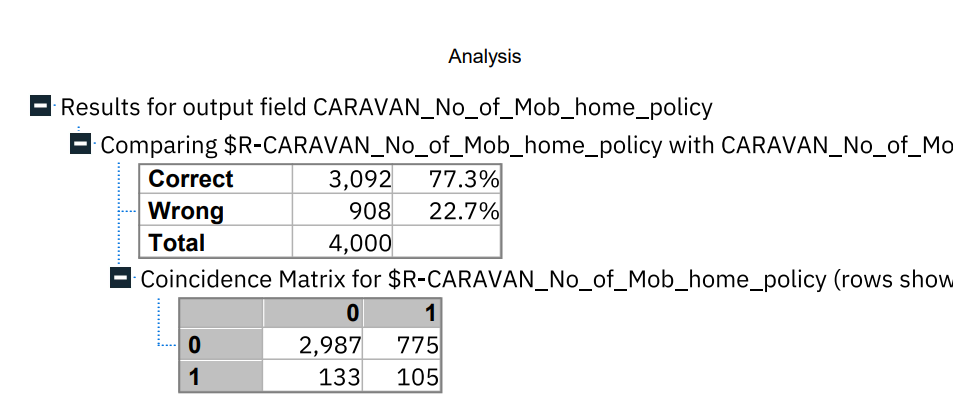 Analysis
Results for output field CARAVAN_No_of_Mob_home_policy
Comparing $R-CARAVAN_No_of_Mob_home_policy with CARAVAN_No_of_Mo
Correct 3,092 77.3%
Wrong 908 22.7%
Total 4,000
Coincidence Matrix for $R-CARAVAN_No_of_Mob_home_policy (rows show
0 1
0 2,987 775
1 133 105